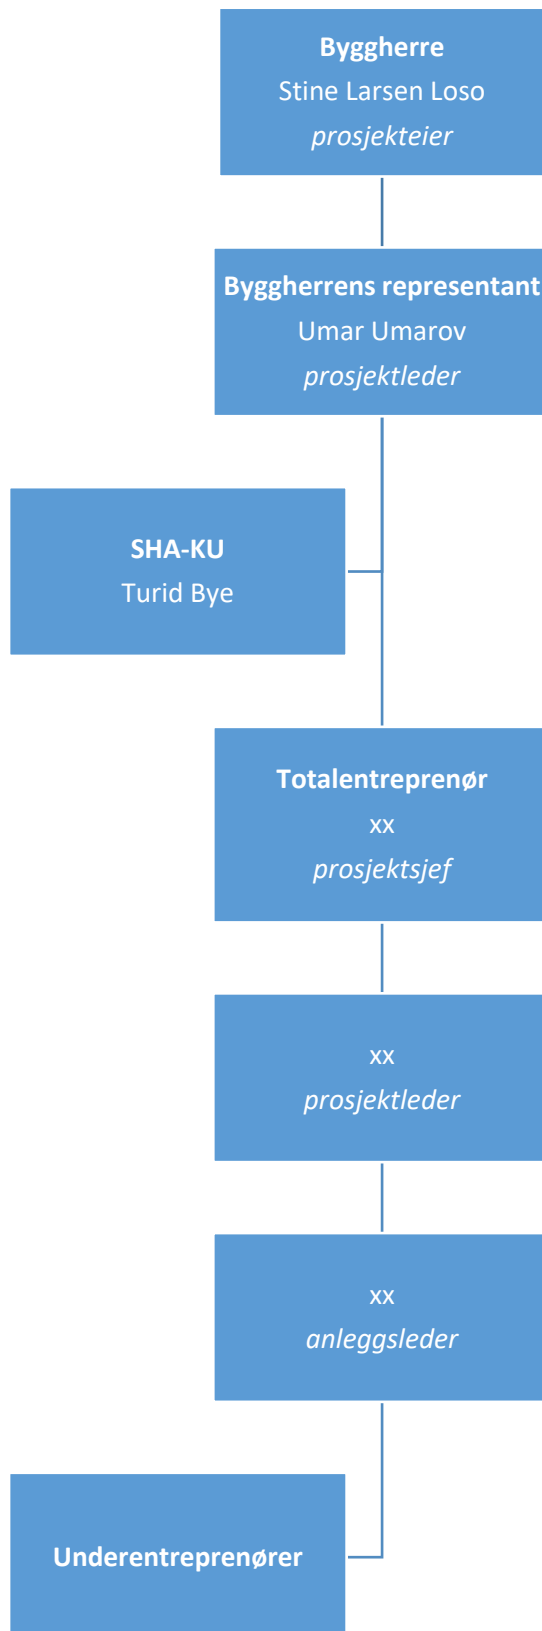 Byggherre
Stine Larsen Loso
prosjekteier
Byggherrens representant
Umar Umarov
prosjektleder
SHA-KU
Turid Bye
Totalentreprenør
xx
prosjektsjef
xx
prosjektleder
xx
anleggsleder
Underentreprenører